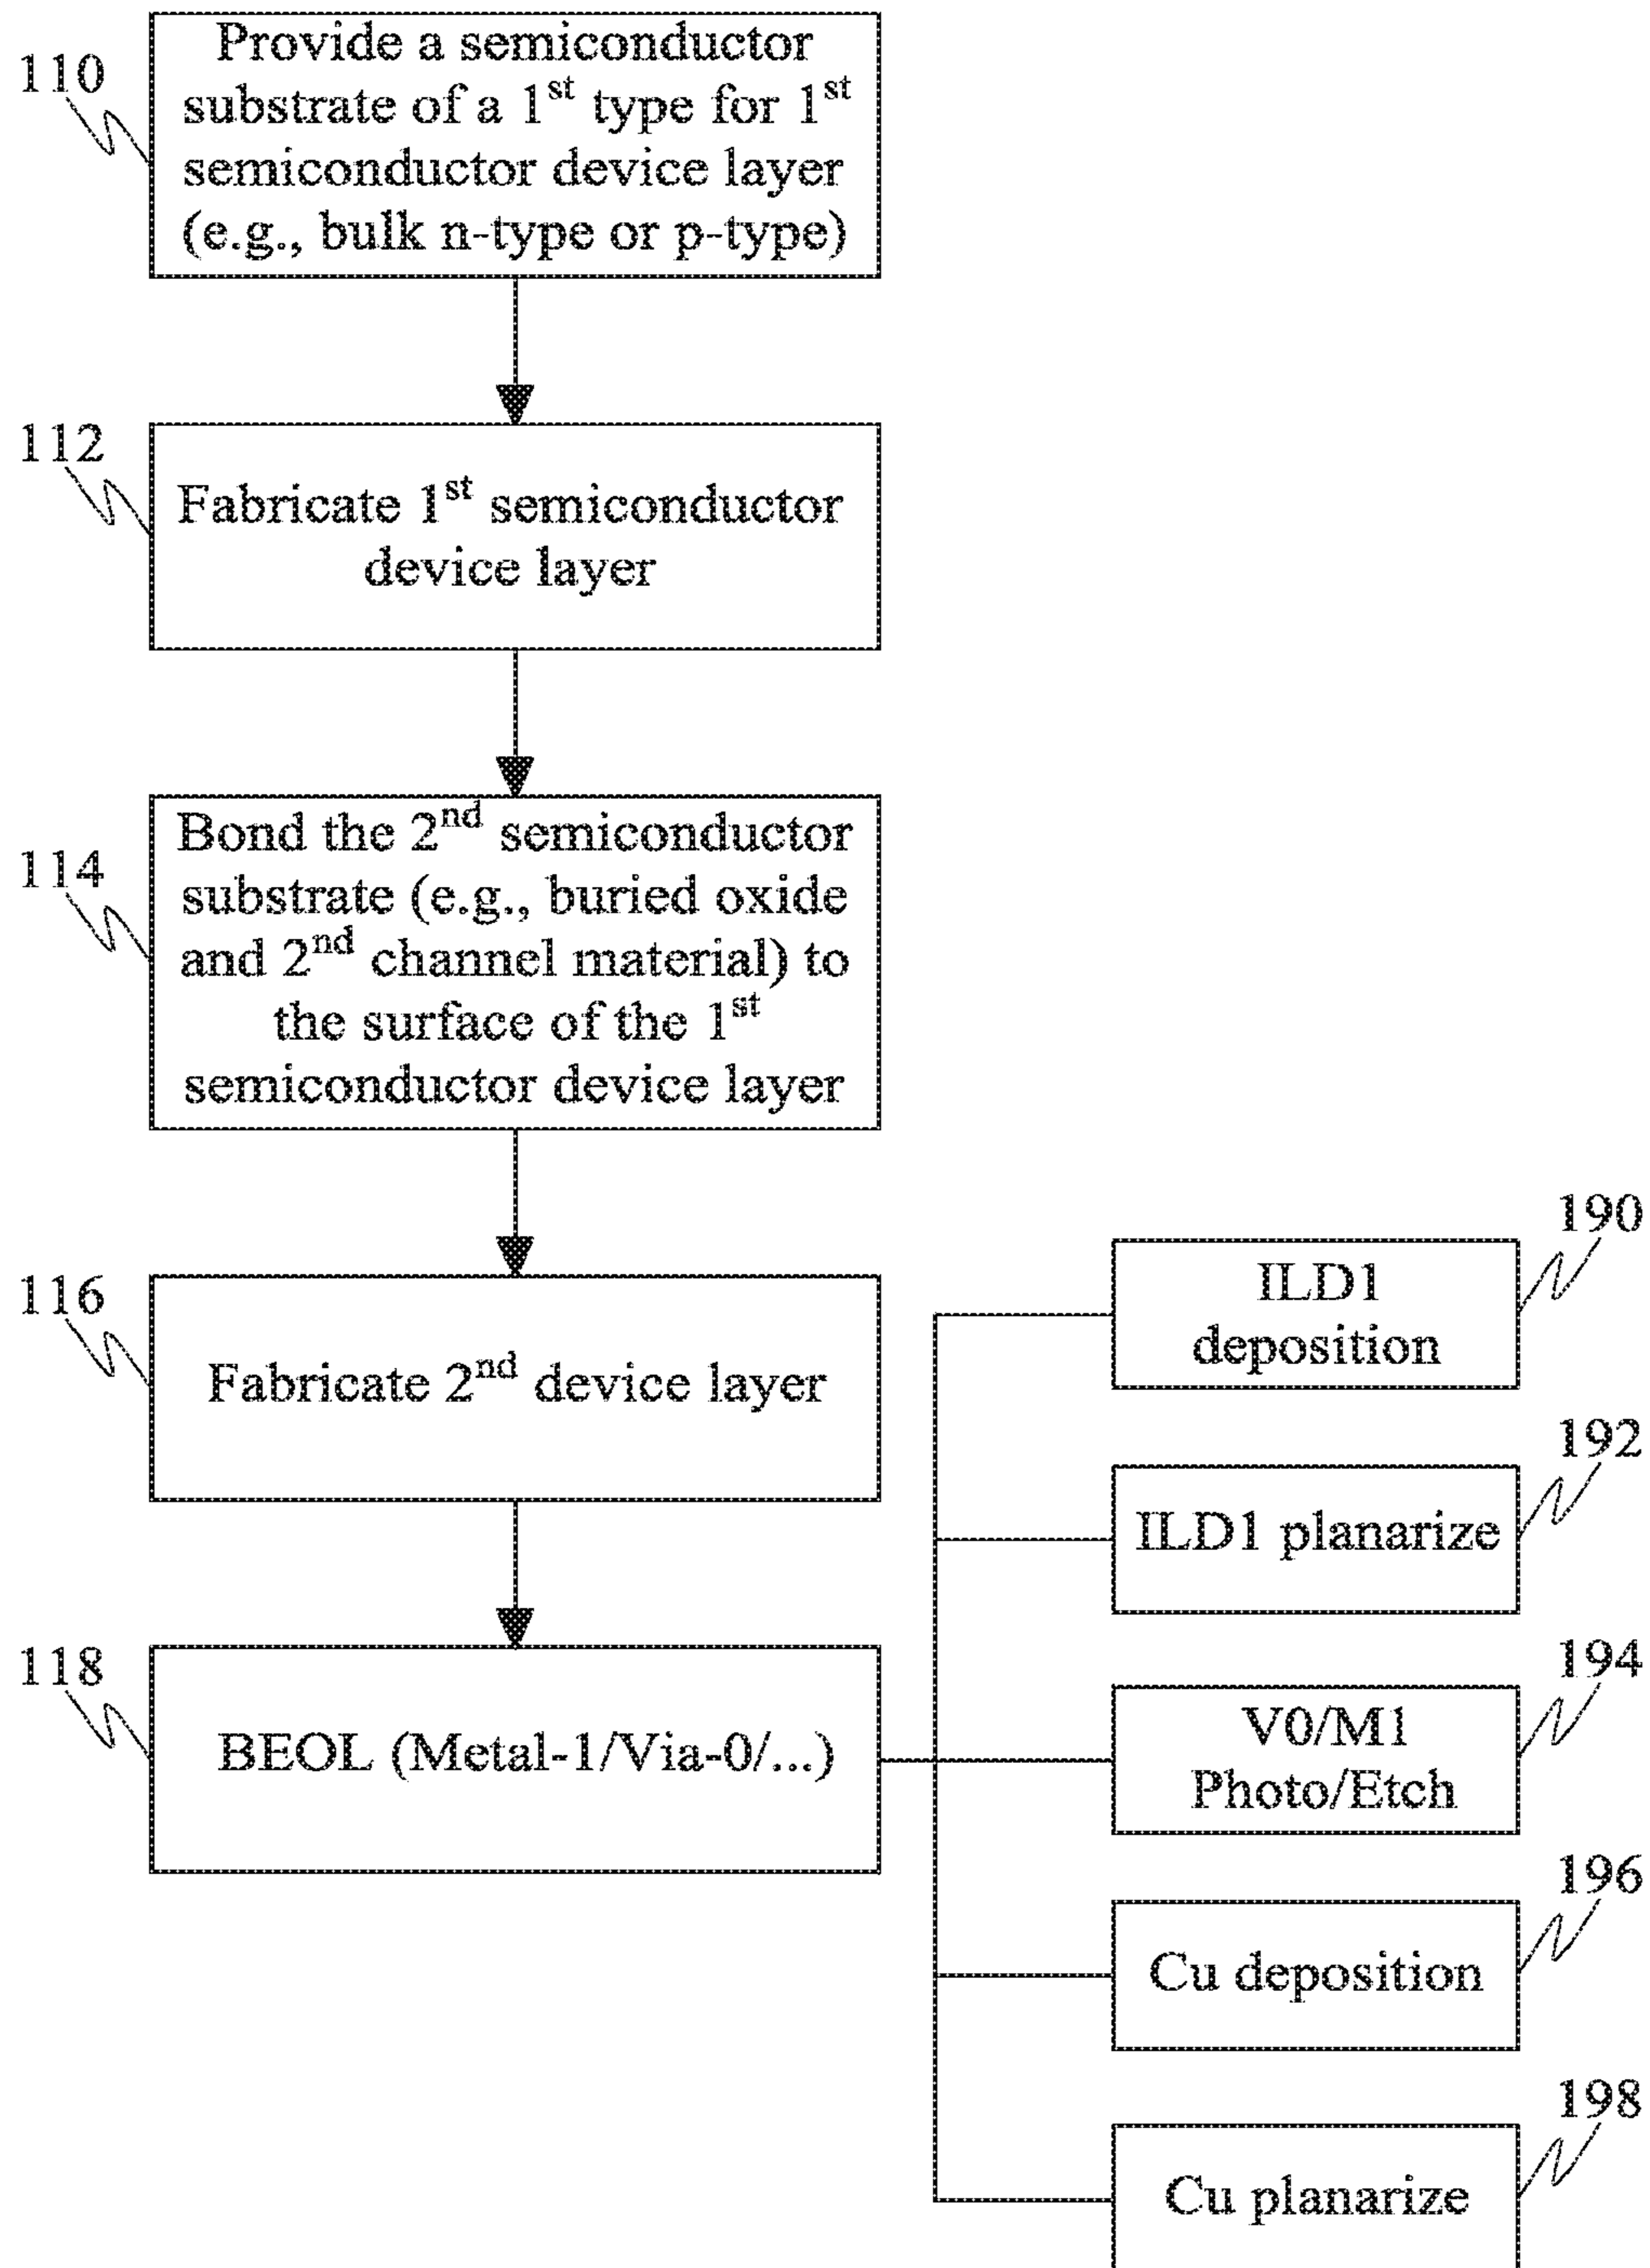 110
Provide a semiconductor
substrate of a 1st type for 1st
semiconductor device layer
(e.g., bulk n-type or p-type)
112
Fabricate 1st semiconductor
device layer
114
Bond the 2nd semiconductor
substrate (e.g., buried oxide
and 2nd channel material) to
the surface of the 1st
semiconductor device layer
116
Fabricate 2nd device layer
118
BEOL (Metal-1/Via-0/...)
190
ILD1
deposition
192
ILD1 planarize
194
V0/M1
Photo/Etch
196
Cu deposition
198
Cu planarize